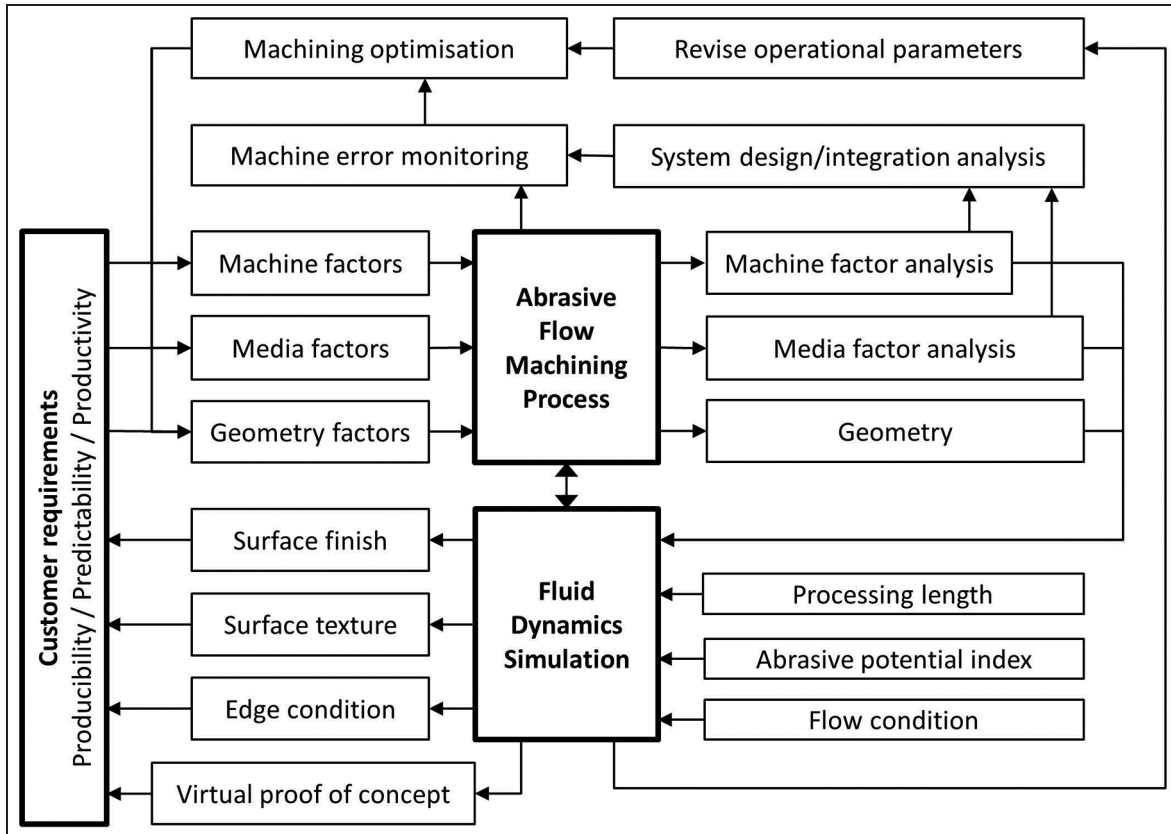 Machining optimisation
Revise operational parameters
Machine error monitoring
System design/integration analysis
Customer requirements
Producibility / Predictability / Productivity
Machine factors
Media factors
Geometry factors
Abrasive
Flow
Machining
Process
Machine factor analysis
Media factor analysis
Geometry
Surface finish
Surface texture
Edge condition
Virtual proof of concept
Fluid
Dynamics
Simulation
Processing length
Abrasive potential index
Flow condition